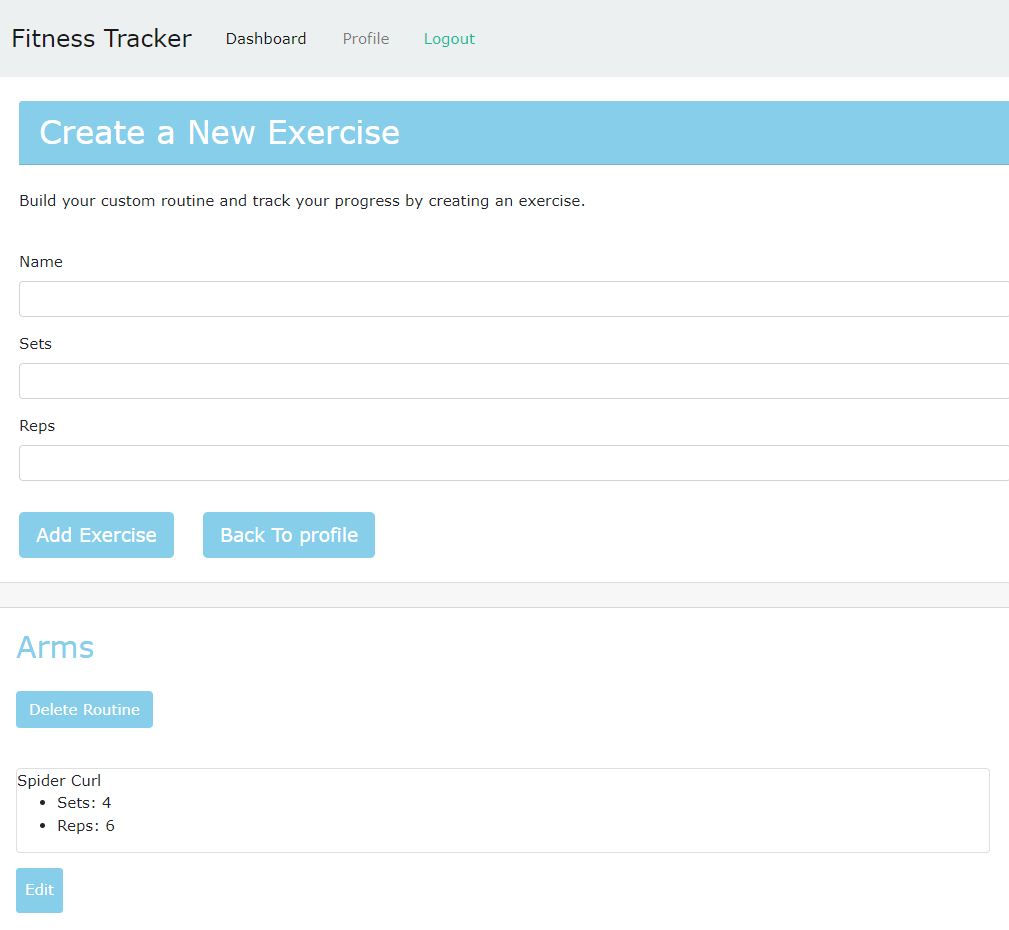 Fitness Tracker Dashboard Profile Logout
Create a New Exercise
Build your custom routine and track your progress by creating an exercise.
Name
Sets
Reps
Add Exercise Back To profile
Arms
Delete Routine
Spider Curl
• Sets: 4
• Reps: 6
Edit